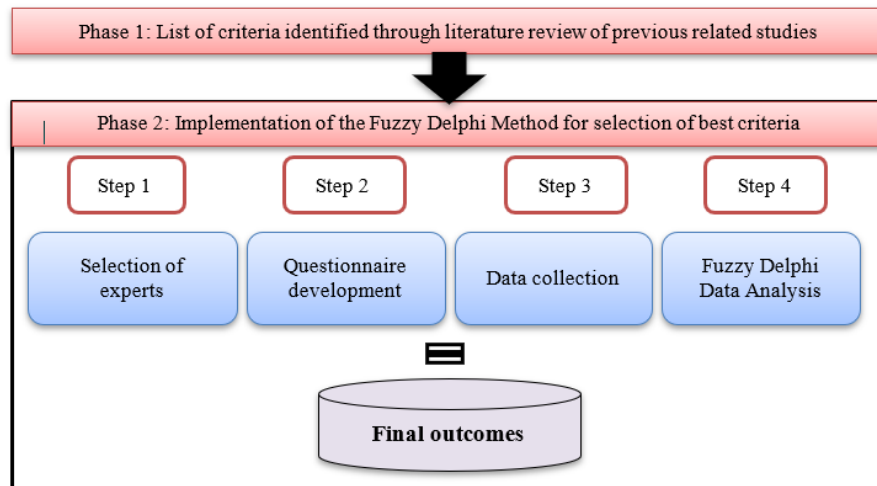 Phase 1: List of criteria identified through literature review of previous related studies
Phase 2: Implementation of the Fuzzy Delphi Method for selection of best criteria
Step 1
Step 2
Step 3
Step 4
Selection of
experts
Questionnaire
development
Data collection
Fuzzy Delphi
Data Analysis
=
Final outcomes